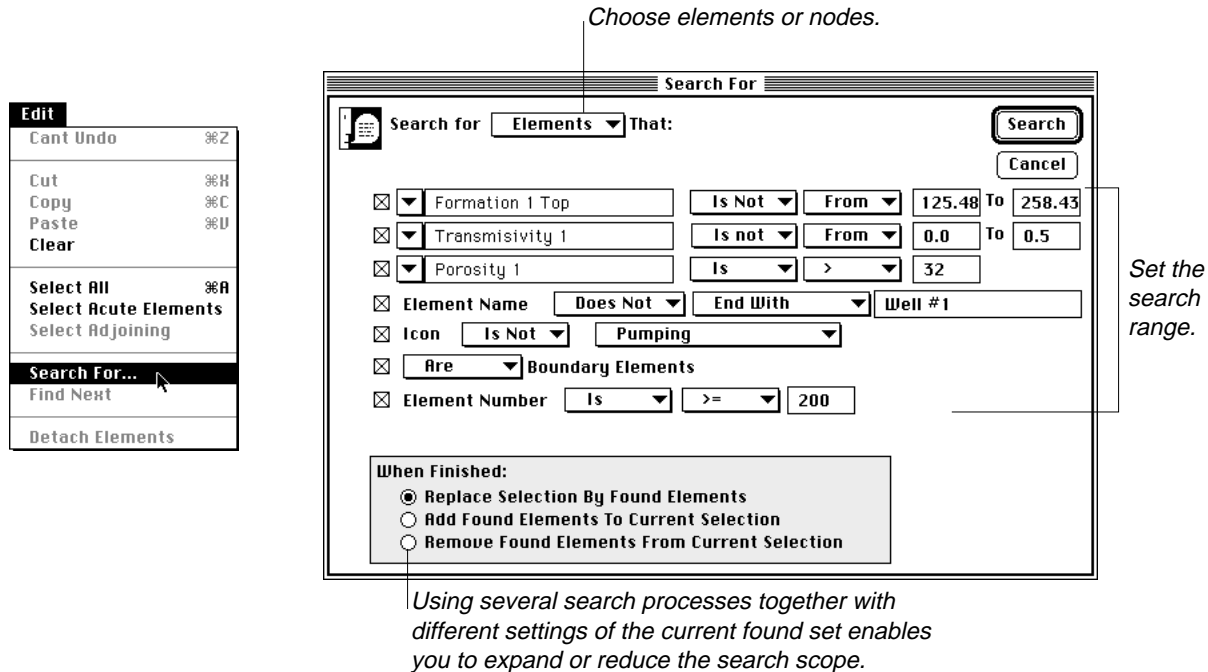 Choose elements or nodes.
Edit
Cant Undo ⌘Z
Cut ⌘X
Copy ⌘C
Paste ⌘V
Clear
Select All ⌘A
Select Acute Elements
Select Adjoining
Search For...
Find Next
Detach Elements
Search For
Search for Elements That:
Search
Cancel
Formation 1 Top Is Not From 125.48 To 258.43
Transmisivity 1 Is not From 0.0 To 0.5
Porosity 1 Is > 32
Element Name Does Not End With Well #1
Icon Is Not Pumping
Are Boundary Elements
Element Number Is >= 200
When Finished:
Replace Selection By Found Elements
Add Found Elements To Current Selection
Remove Found Elements From Current Selection
Set the
search
range.
Using several search processes together with
different settings of the current found set enables
you to expand or reduce the search scope.